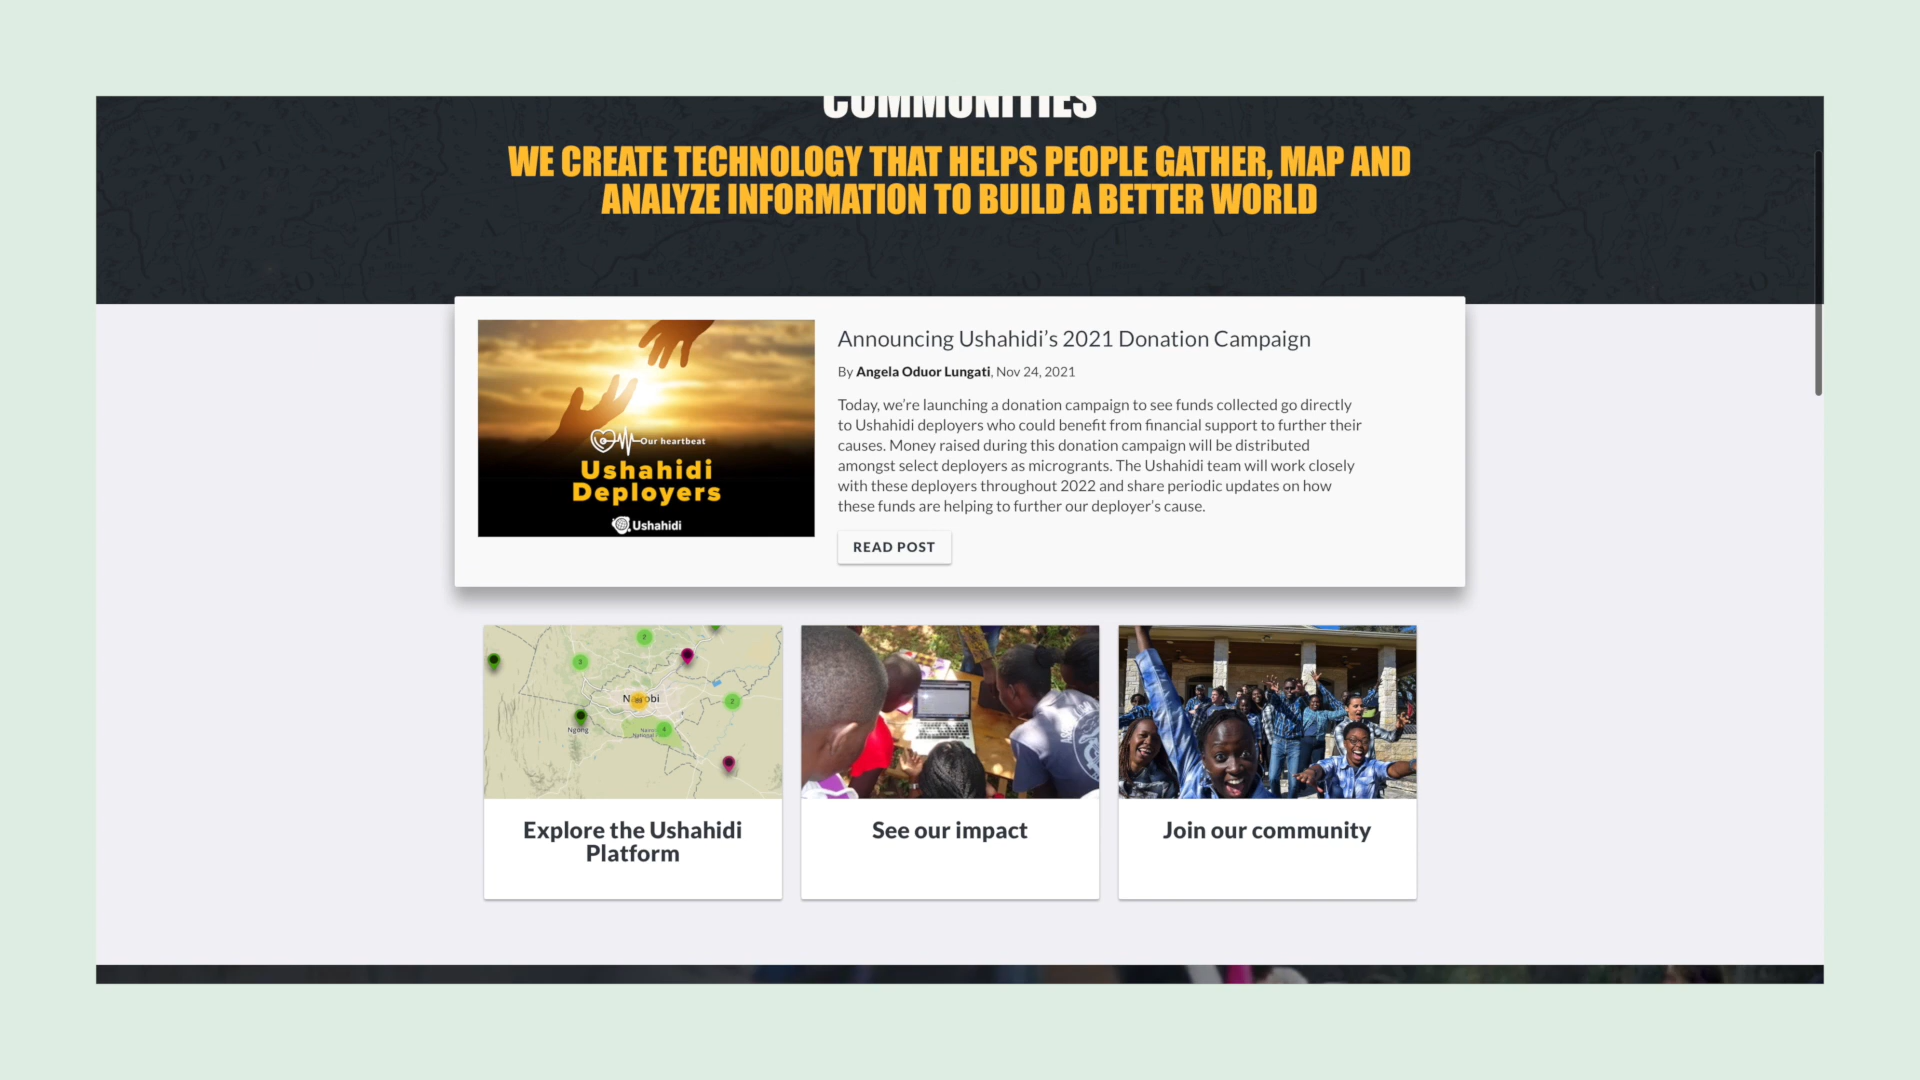 COMMUNITIES
WE CREATE TECHNOLOGY THAT HELPS PEOPLE GATHER, MAP AND
ANALYZE INFORMATION TO BUILD A BETTER WORLD
Our heartbeat
Ushahidi
Deployers
Ushahidi
Announcing Ushahidi’s 2021 Donation Campaign
By Angela Oduor Lungati, Nov 24, 2021
Today, we’re launching a donation campaign to see funds collected go directly
to Ushahidi deployers who could benefit from financial support to further their
causes. Money raised during this donation campaign will be distributed
amongst select deployers as microgrants. The Ushahidi team will work closely
with these deployers throughout 2022 and share periodic updates on how
these funds are helping to further our deployer’s cause.
READ POST
2
3
2
Ngong
4
Explore the Ushahidi
Platform
See our impact
Join our community